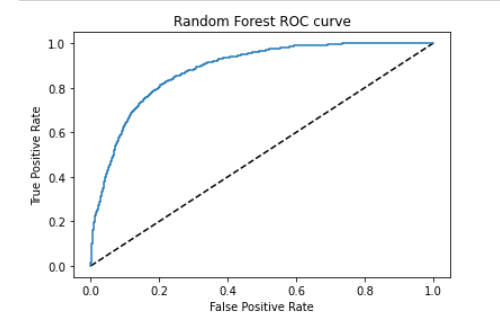 Random Forest ROC curve
True Positive Rate
1.0
0.8
0.6
0.4
0.2
0.0
0.0 0.2 0.4 0.6 0.8 1.0
False Positive Rate